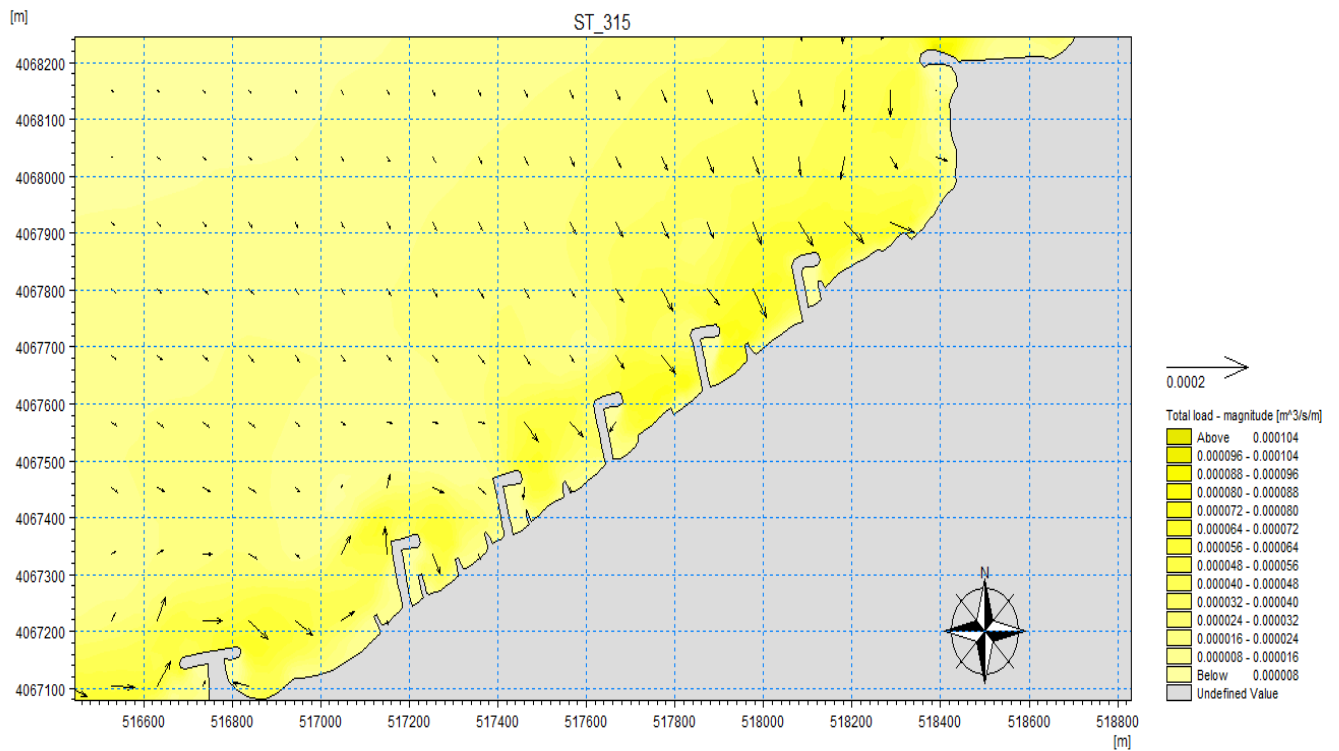 [m]
ST_315
4068200
4068100
4068000
4067900
4067800
4067700
4067600
4067500
4067400
4067300
4067200
4067100
516600 516800 517000 517200 517400 517600 517800 518000 518200 518400 518600 518800
[m]
N
0.0002
Total load - magnitude [m^3/s/m]
Above 0.000104
0.000096 - 0.000104
0.000088 - 0.000096
0.000080 - 0.000088
0.000072 - 0.000080
0.000064 - 0.000072
0.000056 - 0.000064
0.000048 - 0.000056
0.000040 - 0.000048
0.000032 - 0.000040
0.000024 - 0.000032
0.000016 - 0.000024
0.000008 - 0.000016
Below 0.000008
Undefined Value